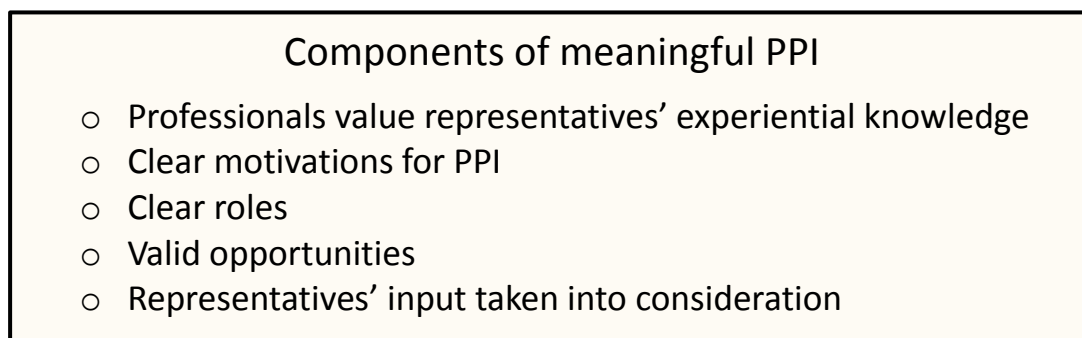 Components of meaningful PPI
o Professionals value representatives’ experiential knowledge
o Clear motivations for PPI
o Clear roles
o Valid opportunities
o Representatives’ input taken into consideration